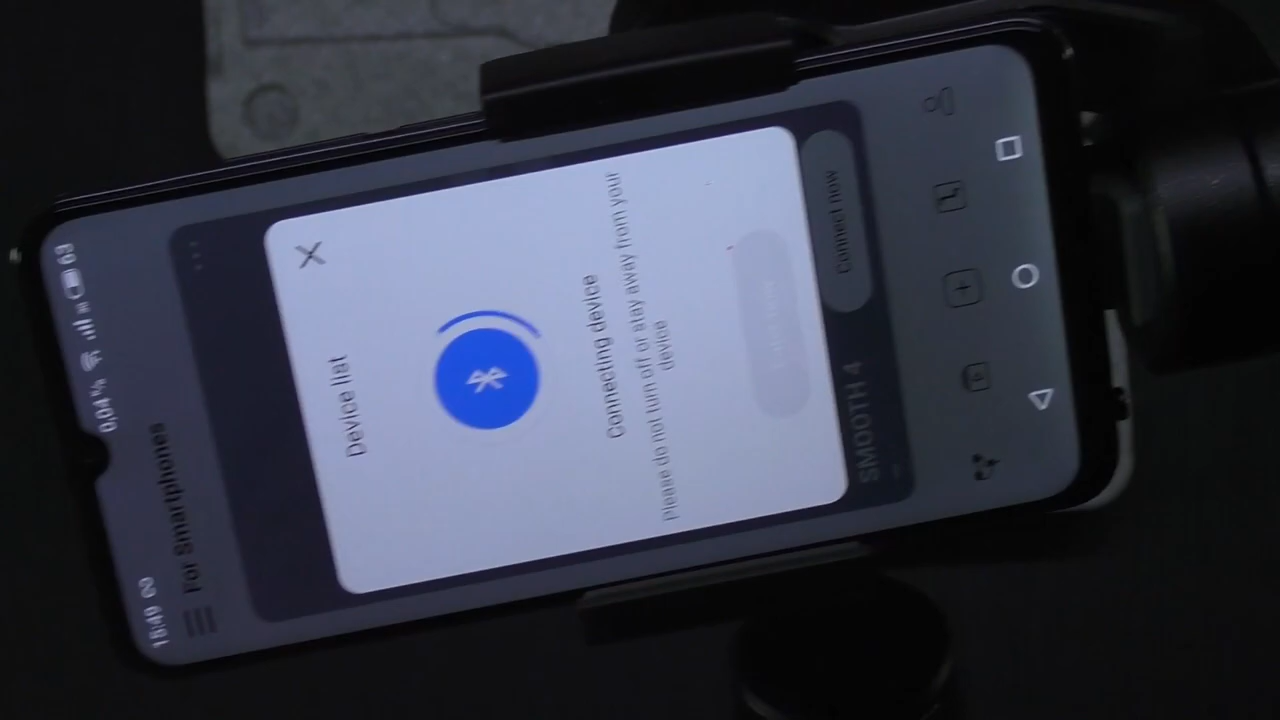 15:49
0,04 K/s
63
For Smartphones
Device list
Connecting device
Please do not turn off or stay away from your
device
SMOOTH 4
Connect now